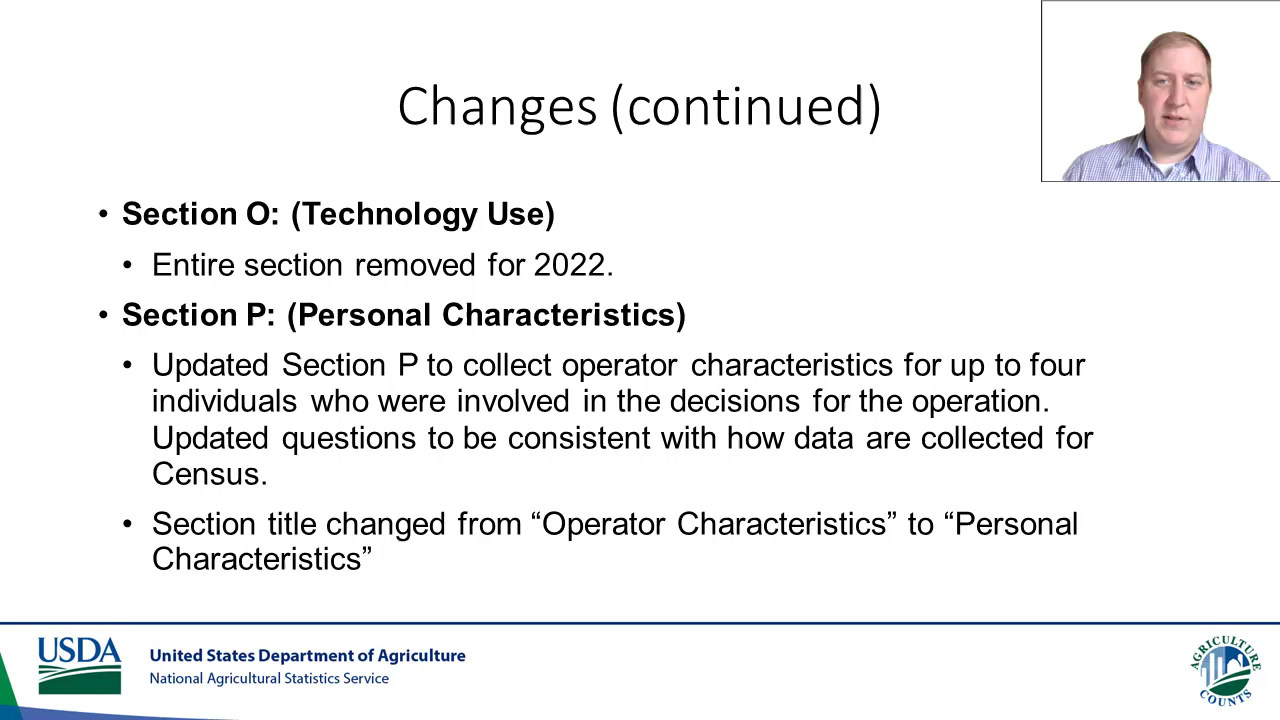 Changes (continued)
• Section O: (Technology Use)
• Entire section removed for 2022.
• Section P: (Personal Characteristics)
• Updated Section P to collect operator characteristics for up to four
individuals who were involved in the decisions for the operation.
Updated questions to be consistent with how data are collected for
Census.
• Section title changed from “Operator Characteristics” to “Personal
Characteristics”
USDA
United States Department of Agriculture
National Agricultural Statistics Service
AGRICULTURE
COUNTS